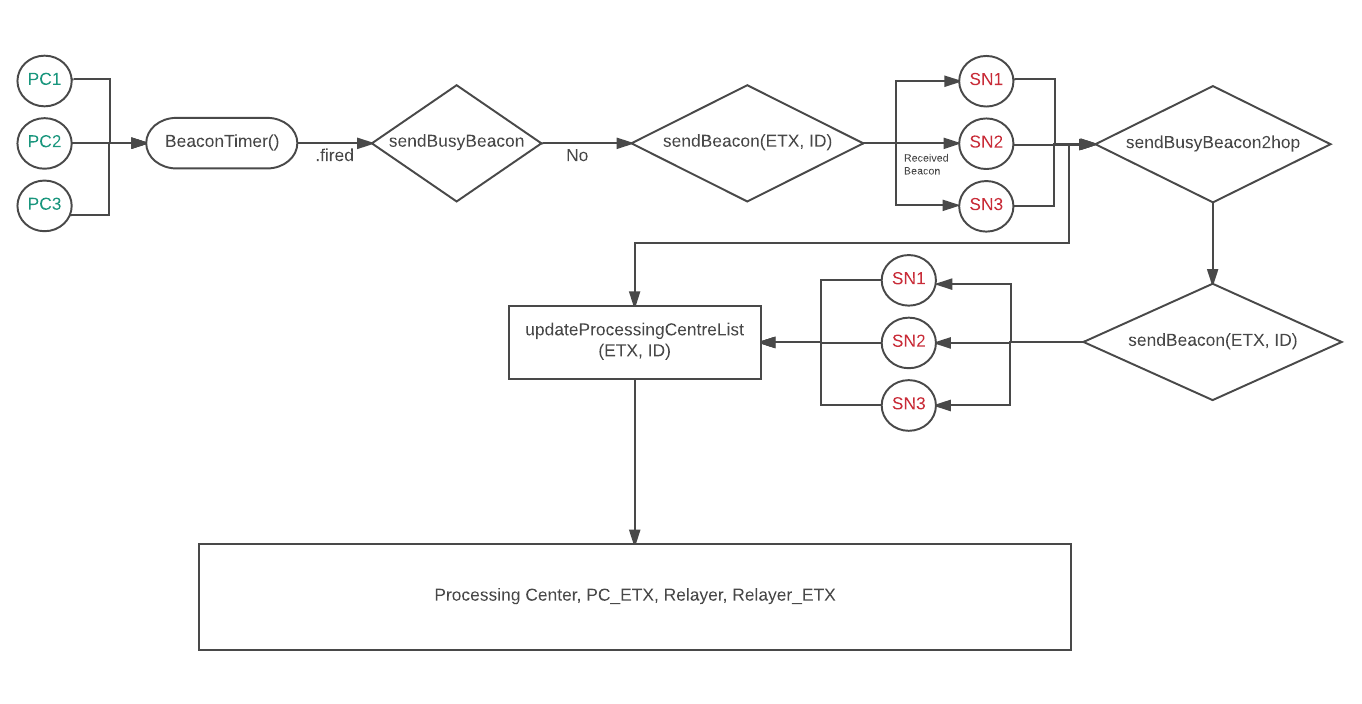 PC1
PC2
PC3
BeaconTimer()
.fired
sendBusyBeacon
No
sendBeacon(ETX, ID)
Received
Beacon
SN1
SN2
SN3
sendBusyBeacon2hop
sendBeacon(ETX, ID)
SN1
SN2
SN3
updateProcessingCentreList
(ETX, ID)
Processing Center, PC_ETX, Relayer, Relayer_ETX